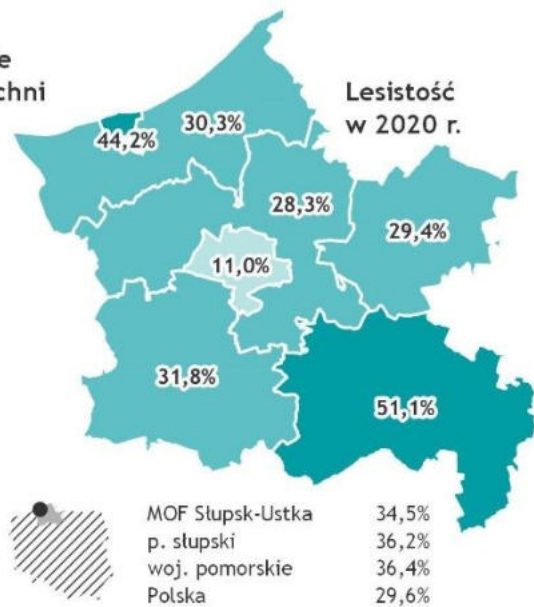 e
chni
Lesistość
w 2020 r.
44,2%
30,3%
28,3%
29,4%
11,0%
31,8%
51,1%
MOF Słupsk-Ustka 34,5%
p. słupski 36,2%
woj. pomorskie 36,4%
Polska 29,6%